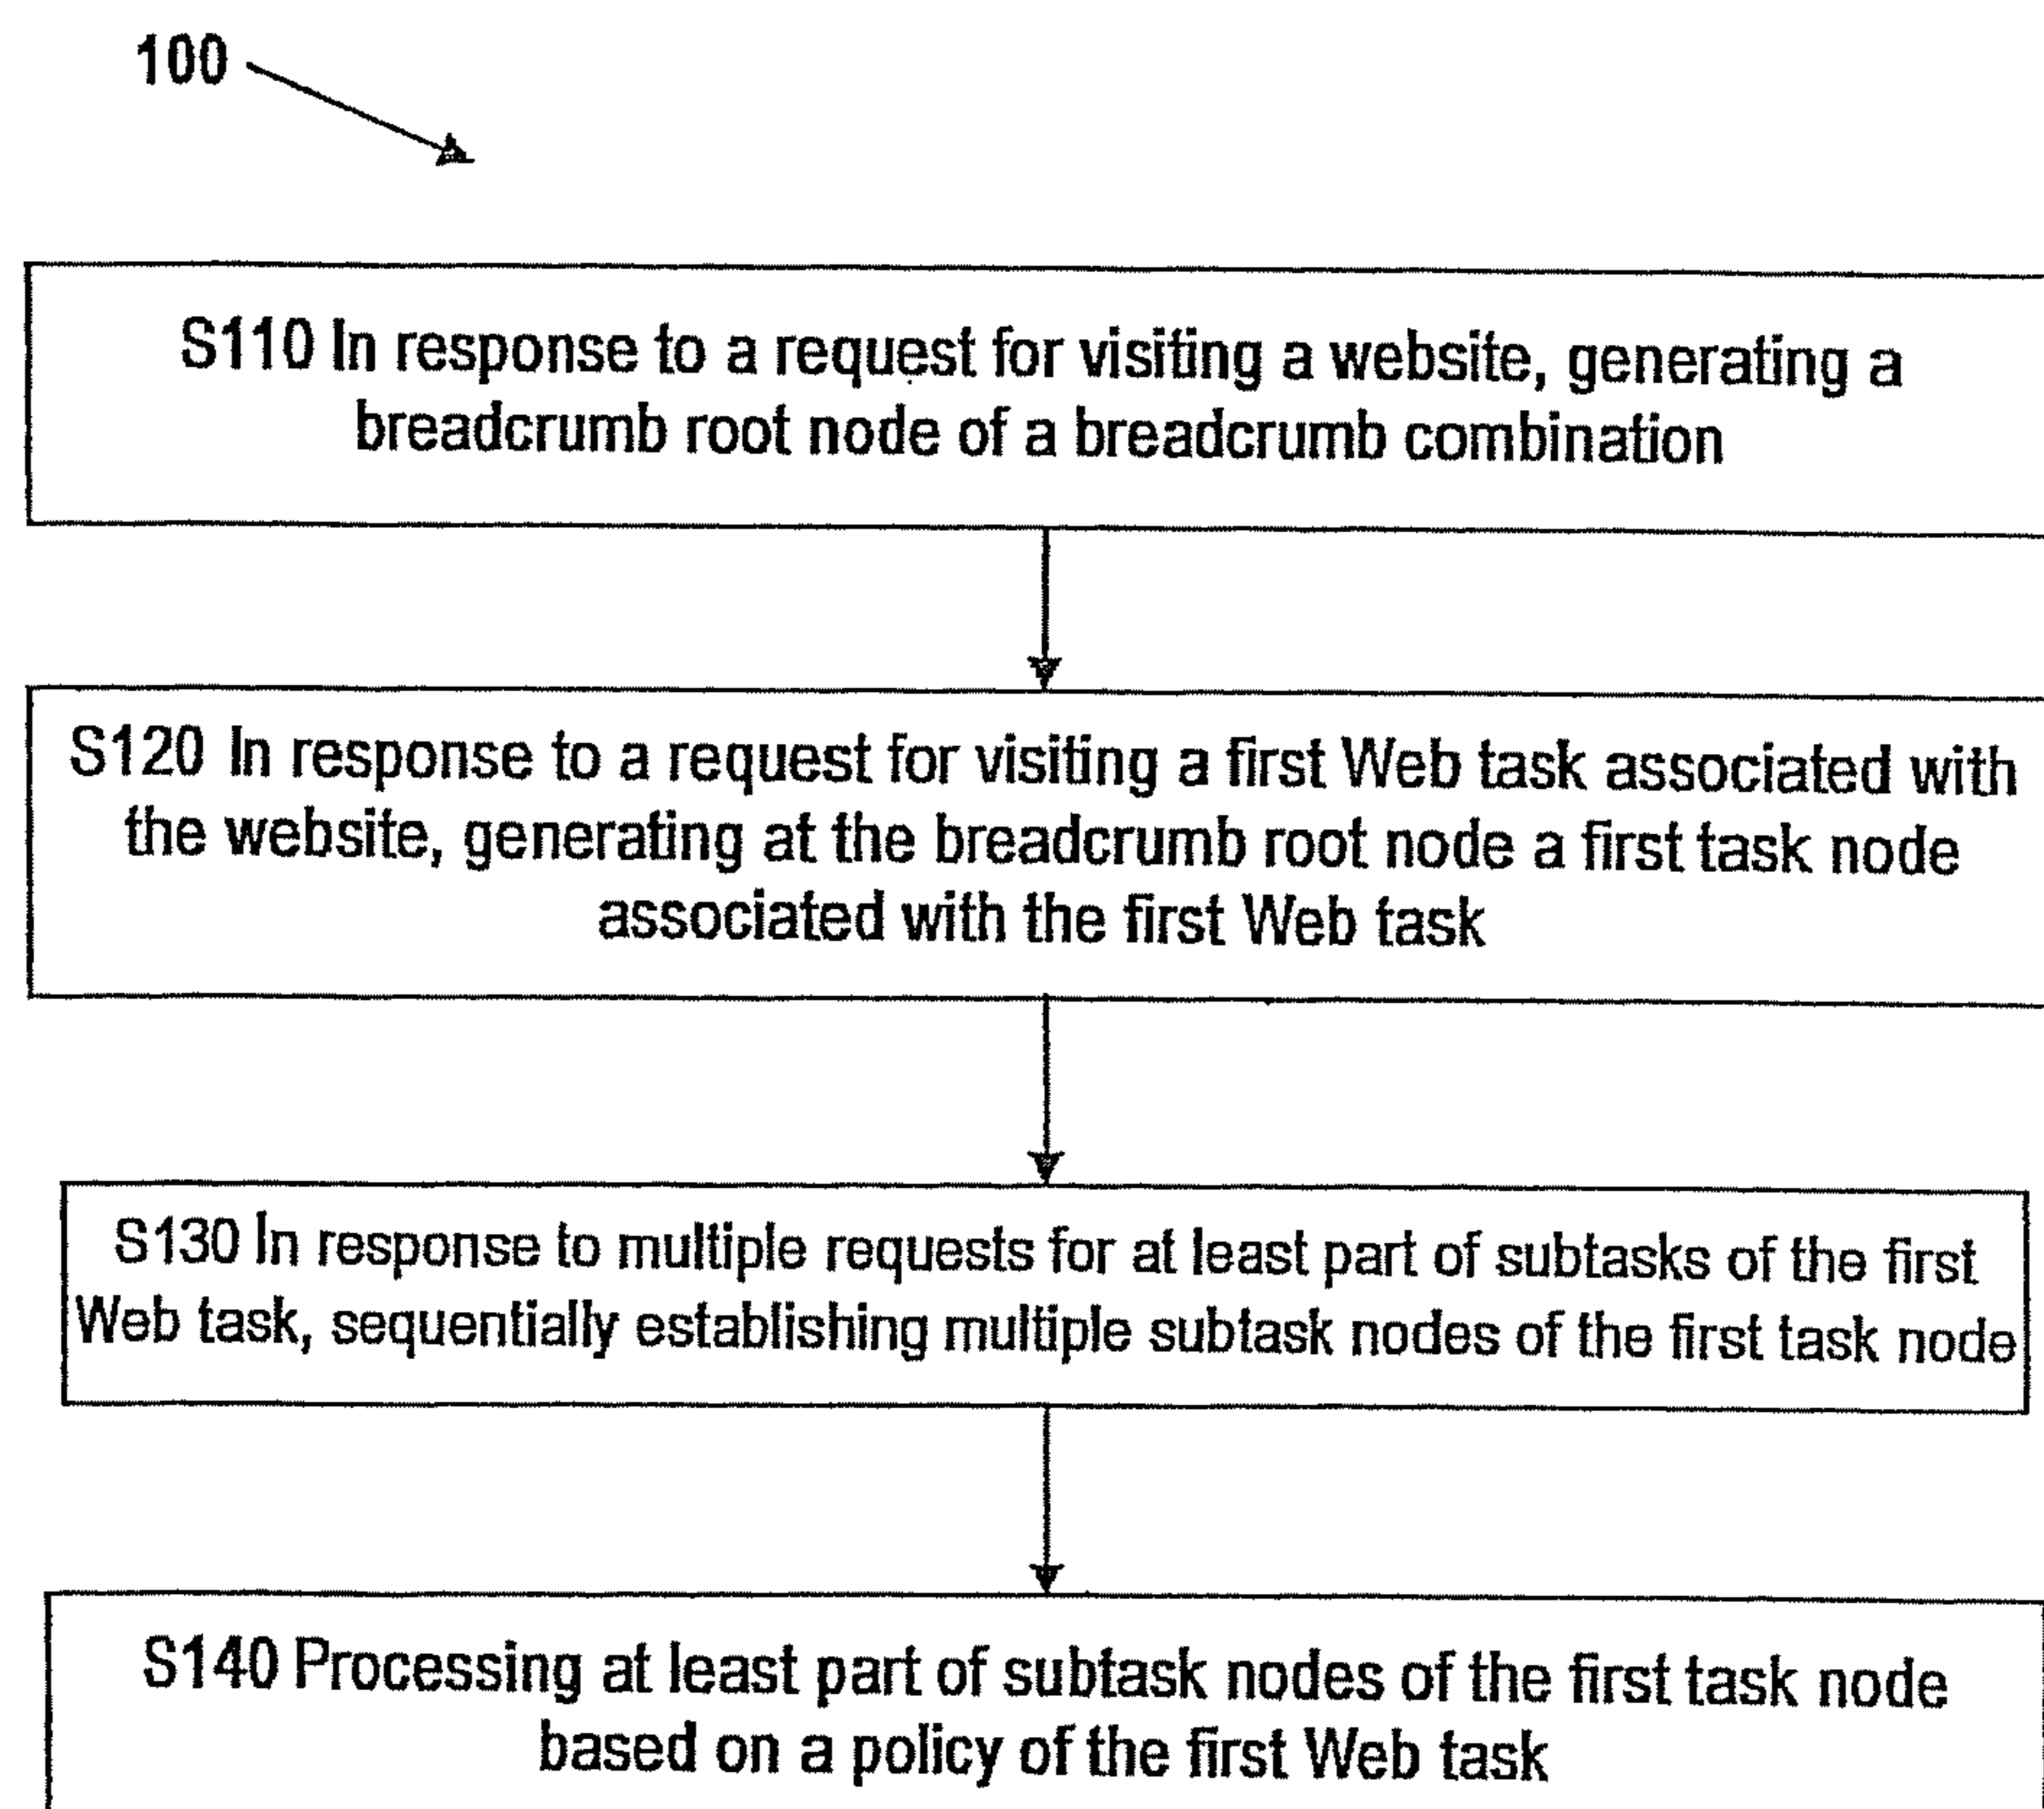 100
S110 In response to a request for visiting a website, generating a
breadcrumb root node of a breadcrumb combination
S120 In response to a request for visiting a first Web task associated with
the website, generating at the breadcrumb root node a first task node
associated with the first Web task
S130 In response to multiple requests for at least part of subtasks of the first
Web task, sequentially establishing multiple subtask nodes of the first task node
S140 Processing at least part of subtask nodes of the first task node
based on a policy of the first Web task